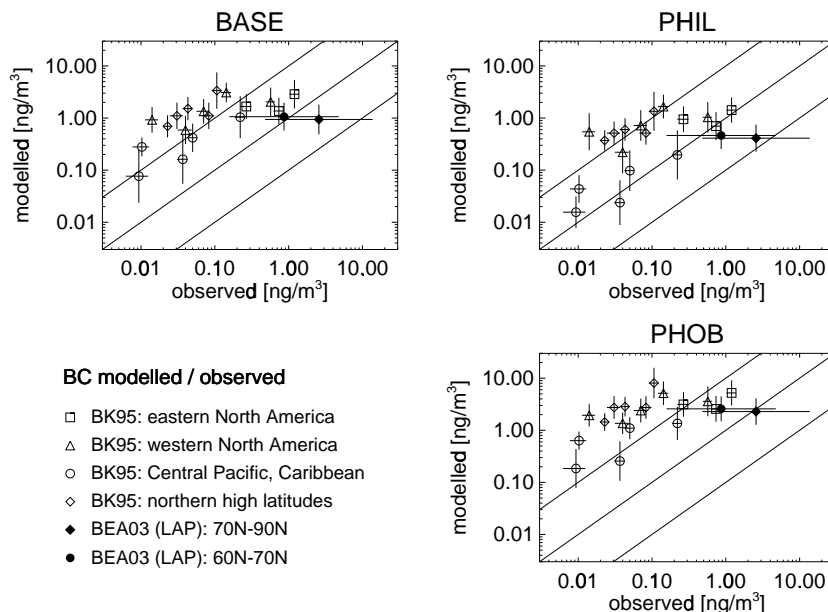 BASE
modelled [ng/m³]
10.00
1.00
0.10
0.01
0.01 0.10 1.00 10.00
observed [ng/m³]
PHIL
modelled [ng/m³]
10.00
1.00
0.10
0.01
0.01 0.10 1.00 10.00
observed [ng/m³]
BC modelled / observed
BK95: eastern North America
BK95: western North America
BK95: Central Pacific, Caribbean
BK95: northern high latitudes
BEA03 (LAP): 70N-90N
BEA03 (LAP): 60N-70N
PHOB
modelled [ng/m³]
10.00
1.00
0.10
0.01
0.01 0.10 1.00 10.00
observed [ng/m³]